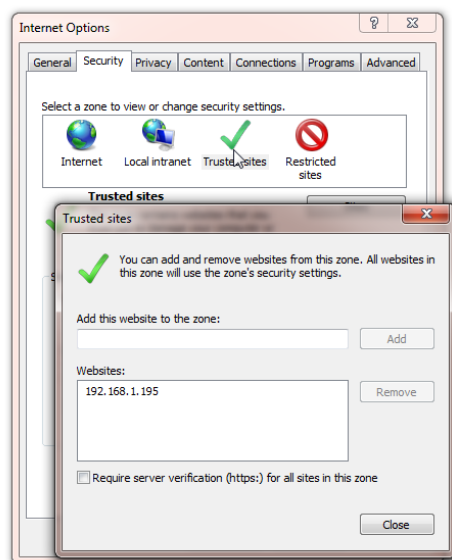 Internet Options
General Security Privacy Content Connections Programs Advanced
Select a zone to view or change security settings.
Internet Local intranet Trusted sites Restricted
sites
Trusted sites
Trusted sites
You can add and remove websites from this zone. All websites in
this zone will use the zone's security settings.
Add this website to the zone:
Add
Websites:
192.168.1.195
Remove
Require server verification (https:) for all sites in this zone
Close